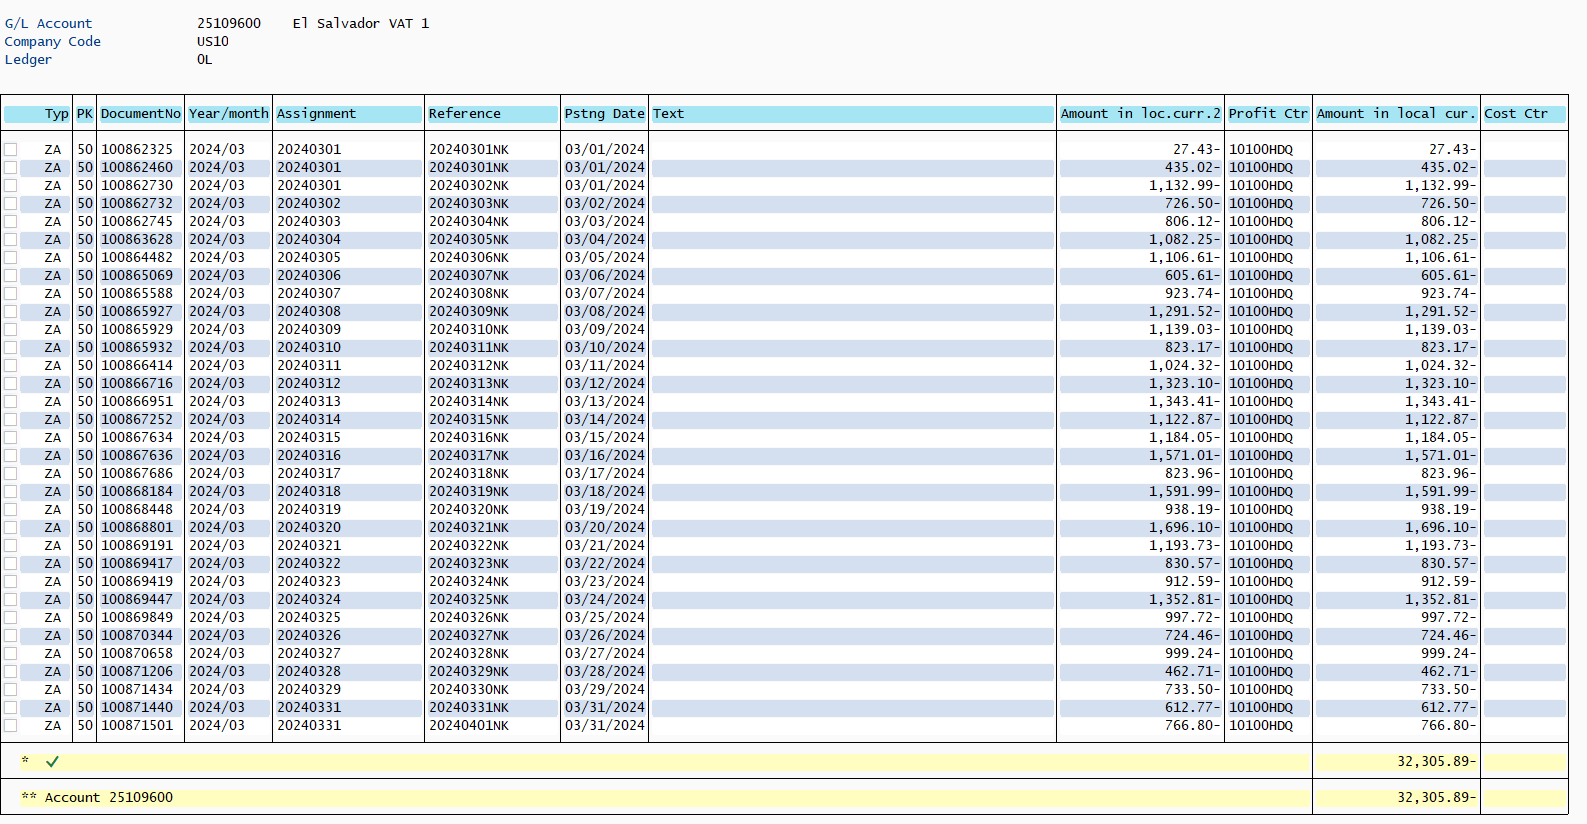 G/L Account 25109600 El Salvador VAT 1
Company Code US10
Ledger 0L
Typ PK DocumentNo Year/month Assignment Reference Pstng Date Text Amount in loc.curr.2 Profit Ctr Amount in local cur. Cost Ctr
ZA 50 100862325 2024/03 20240301 20240301NK 03/01/2024 27.43- 10100HDQ 27.43-
ZA 50 100862460 2024/03 20240301 20240301NK 03/01/2024 435.02- 10100HDQ 435.02-
ZA 50 100862730 2024/03 20240301 20240302NK 03/01/2024 1,132.99- 10100HDQ 1,132.99-
ZA 50 100862732 2024/03 20240302 20240303NK 03/02/2024 726.50- 10100HDQ 726.50-
ZA 50 100862745 2024/03 20240303 20240304NK 03/03/2024 806.12- 10100HDQ 806.12-
ZA 50 100863628 2024/03 20240304 20240305NK 03/04/2024 1,082.25- 10100HDQ 1,082.25-
ZA 50 100864482 2024/03 20240305 20240306NK 03/05/2024 1,106.61- 10100HDQ 1,106.61-
ZA 50 100865069 2024/03 20240306 20240307NK 03/06/2024 605.61- 10100HDQ 605.61-
ZA 50 100865588 2024/03 20240307 20240308NK 03/07/2024 923.74- 10100HDQ 923.74-
ZA 50 100865927 2024/03 20240308 20240309NK 03/08/2024 1,291.52- 10100HDQ 1,291.52-
ZA 50 100865929 2024/03 20240309 20240310NK 03/09/2024 1,139.03- 10100HDQ 1,139.03-
ZA 50 100865932 2024/03 20240310 20240311NK 03/10/2024 823.17- 10100HDQ 823.17-
ZA 50 100866414 2024/03 20240311 20240312NK 03/11/2024 1,024.32- 10100HDQ 1,024.32-
ZA 50 100866716 2024/03 20240312 20240313NK 03/12/2024 1,323.10- 10100HDQ 1,323.10-
ZA 50 100866951 2024/03 20240313 20240314NK 03/13/2024 1,343.41- 10100HDQ 1,343.41-
ZA 50 100867252 2024/03 20240314 20240315NK 03/14/2024 1,122.87- 10100HDQ 1,122.87-
ZA 50 100867634 2024/03 20240315 20240316NK 03/15/2024 1,184.05- 10100HDQ 1,184.05-
ZA 50 100867636 2024/03 20240316 20240317NK 03/16/2024 1,571.01- 10100HDQ 1,571.01-
ZA 50 100867686 2024/03 20240317 20240318NK 03/17/2024 823.96- 10100HDQ 823.96-
ZA 50 100868184 2024/03 20240318 20240319NK 03/18/2024 1,591.99- 10100HDQ 1,591.99-
ZA 50 100868448 2024/03 20240319 20240320NK 03/19/2024 938.19- 10100HDQ 938.19-
ZA 50 100868801 2024/03 20240320 20240321NK 03/20/2024 1,696.10- 10100HDQ 1,696.10-
ZA 50 100869191 2024/03 20240321 20240322NK 03/21/2024 1,193.73- 10100HDQ 1,193.73-
ZA 50 100869417 2024/03 20240322 20240323NK 03/22/2024 830.57- 10100HDQ 830.57-
ZA 50 100869419 2024/03 20240323 20240324NK 03/23/2024 912.59- 10100HDQ 912.59-
ZA 50 100869447 2024/03 20240324 20240325NK 03/24/2024 1,352.81- 10100HDQ 1,352.81-
ZA 50 100869849 2024/03 20240325 20240326NK 03/25/2024 997.72- 10100HDQ 997.72-
ZA 50 100870344 2024/03 20240326 20240327NK 03/26/2024 724.46- 10100HDQ 724.46-
ZA 50 100870658 2024/03 20240327 20240328NK 03/27/2024 999.24- 10100HDQ 999.24-
ZA 50 100871206 2024/03 20240328 20240329NK 03/28/2024 462.71- 10100HDQ 462.71-
ZA 50 100871434 2024/03 20240329 20240330NK 03/29/2024 733.50- 10100HDQ 733.50-
ZA 50 100871440 2024/03 20240331 20240331NK 03/31/2024 612.77- 10100HDQ 612.77-
ZA 50 100871501 2024/03 20240331 20240401NK 03/31/2024 766.80- 10100HDQ 766.80-
* ✓ 32,305.89-
** Account 25109600 32,305.89-